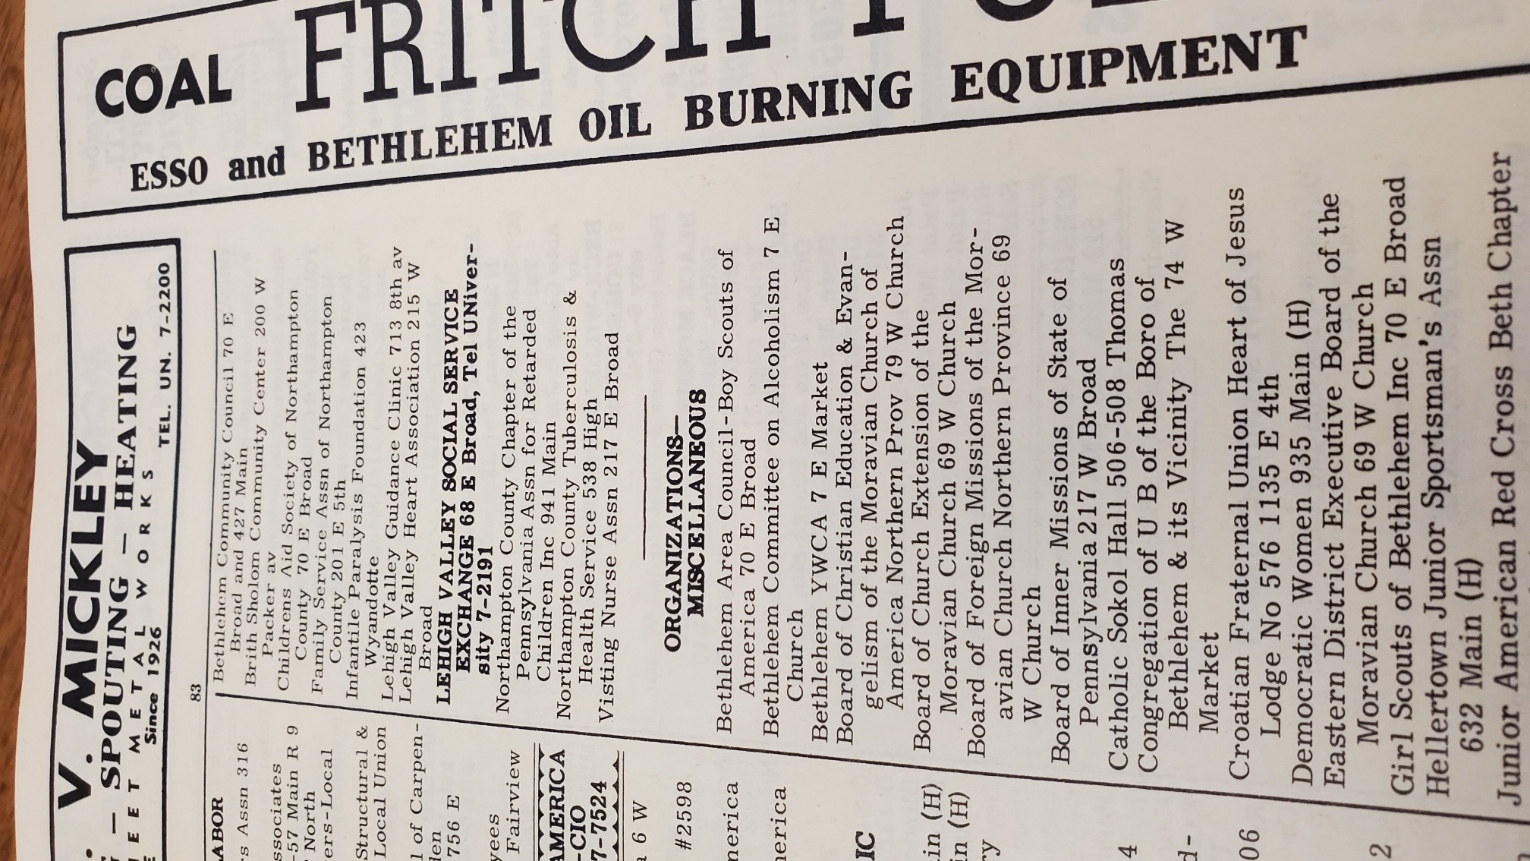 COAL FRITCH
ESSO and BETHLEHEM OIL BURNING EQUIPMENT
V. MICKLEY
— SPOUTING — HEATING
SHEET METAL WORKS
Since 1926
TEL. UN. 7-2200
83
LABOR
Assn 316
-57 Main R 9
North
ers-Local
Structural &
Local Union
l of Carpen-
756 E
Fairview
AMERICA
-CIO
7-7524
6 W
#2598
in (H)
in (H)
Bethlehem Community Council 70 E
Broad and 427 Main
Brith Sholom Community Center 200 W
Packer av
Childrens Aid Society of Northampton
County 70 E Broad
Family Service Assn of Northampton
County 201 E 5th
Infantile Paralysis Foundation 423
Wyandotte
Lehigh Valley Guidance Clinic 713 8th av
Lehigh Valley Heart Association 215 W
Broad
LEHIGH VALLEY SOCIAL SERVICE
EXCHANGE 68 E Broad, Tel UNiver-
sity 7-2191
Northampton County Chapter of the
Pennsylvania Assn for Retarded
Children Inc 941 Main
Northampton County Tuberculosis &
Health Service 538 High
Visiting Nurse Assn 217 E Broad
ORGANIZATIONS—
MISCELLANEOUS
Bethlehem Area Council-Boy Scouts of
America 70 E Broad
Bethlehem Committee on Alcoholism 7 E
Church
Bethlehem YWCA 7 E Market
Board of Christian Education & Evan-
gelism of the Moravian Church of
America Northern Prov 79 W Church
Board of Church Extension of the
Moravian Church 69 W Church
Board of Foreign Missions of the Mor-
avian Church Northern Province 69
W Church
Board of Inner Missions of State of
Pennsylvania 217 W Broad
Catholic Sokol Hall 506-508 Thomas
Congregation of U B of the Boro of
Bethlehem & its Vicinity The 74 W
Market
Croatian Fraternal Union Heart of Jesus
Lodge No 576 1135 E 4th
Democratic Women 935 Main (H)
Eastern District Executive Board of the
Moravian Church 69 W Church
Girl Scouts of Bethlehem Inc 70 E Broad
Hellertown Junior Sportsman's Assn
632 Main (H)
Junior American Red Cross Beth Chapter